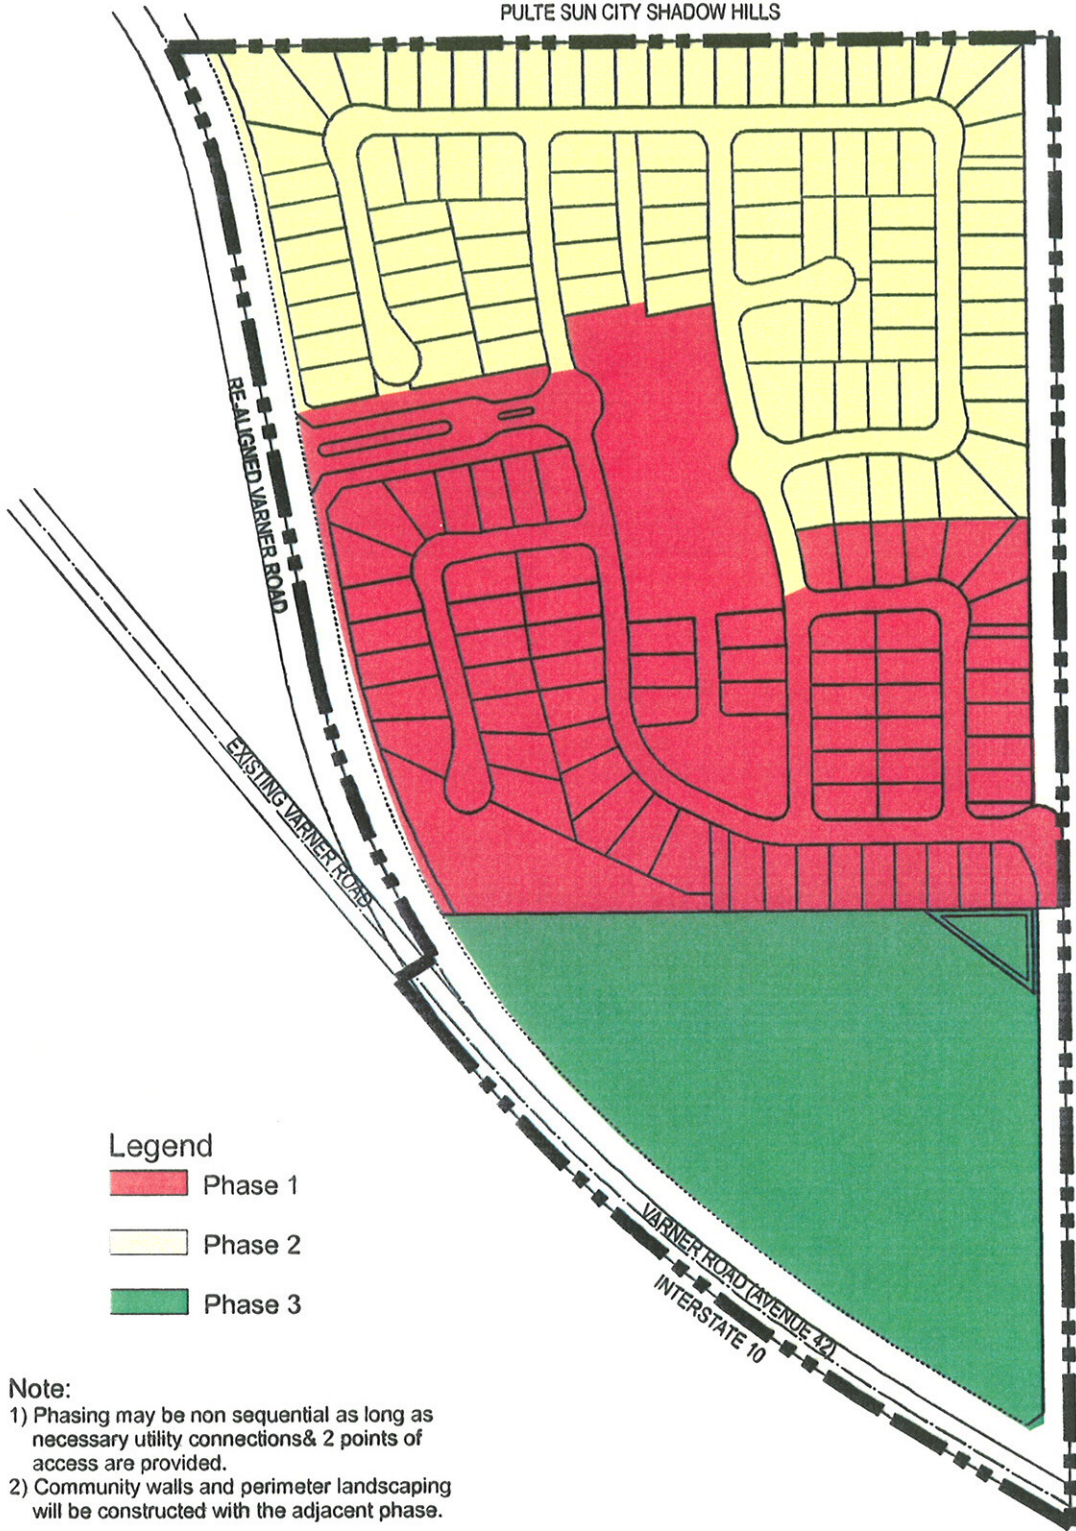 PULTE SUN CITY SHADOW HILLS
RE-ALIGNED VARNER ROAD
EXISTING VARNER ROAD
VARNER ROAD (AVENUE 42)
INTERSTATE 10
Legend
Phase 1
Phase 2
Phase 3
Note:
1) Phasing may be non sequential as long as
necessary utility connections& 2 points of
access are provided.
2) Community walls and perimeter landscaping
will be constructed with the adjacent phase.